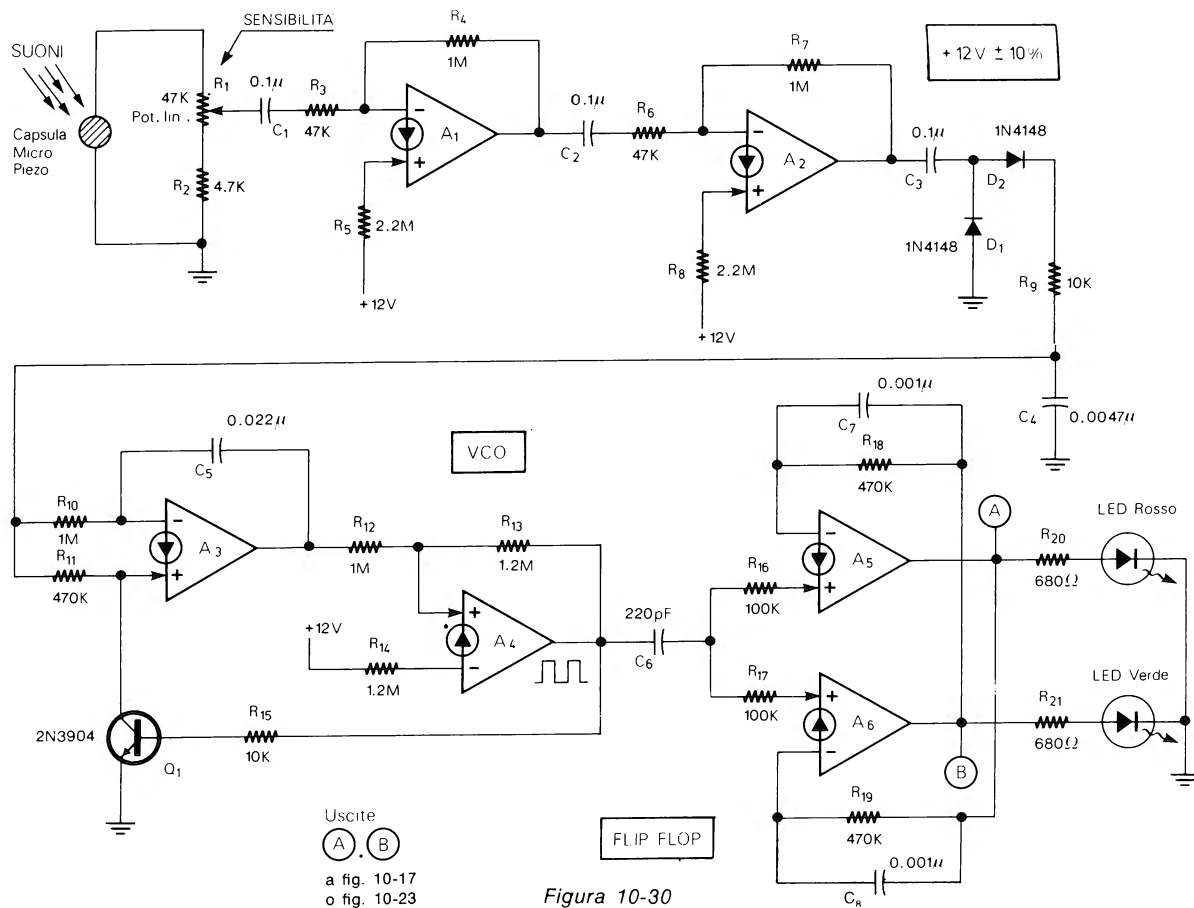 SENSIBILITÀ
SUONI
Capsula
Micro
Piezo
R1
47K
Pot. lin.
R2
4.7K
0.1µ
C1
R3
47K
R4
1M
A1
R5
2.2M
+12V
0.1µ
C2
R6
47K
R7
1M
A2
R8
2.2M
+12V
+ 12V ± 10%
0.1µ
C3
1N4148
D2
1N4148
D1
R9
10K
C4
0.0047µ
0.022µ
C5
VCO
R10
1M
R11
470K
A3
R12
1M
R13
1.2M
+12V
R14
1.2M
A4
R15
10K
2N3904
Q1
220pF
C6
R16
100K
R17
100K
0.001µ
C7
R18
470K
A5
A6
R19
470K
0.001µ
C8
A
B
R20
680Ω
LED Rosso
R21
680Ω
LED Verde
Uscite
A . B
a fig. 10-17
o fig. 10-23
FLIP FLOP
Figura 10-30